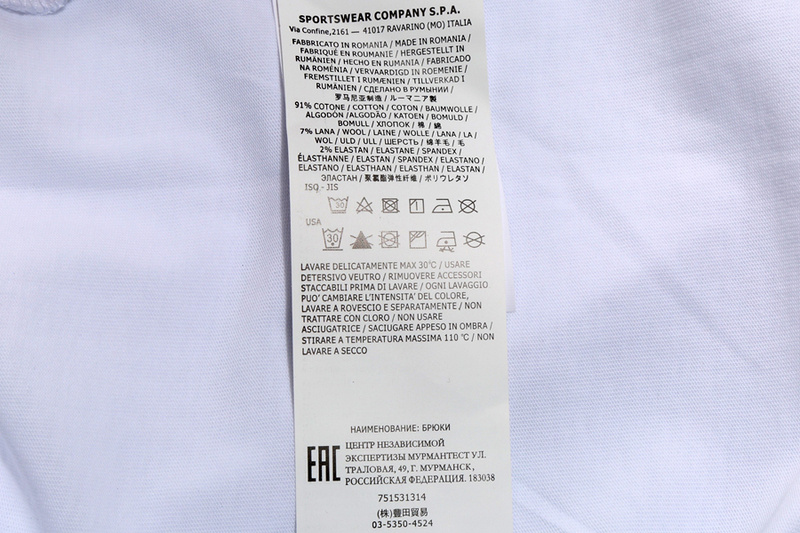 SPORTSWEAR COMPANY S.P.A.
Via Confine,2161 — 41017 RAVARINO (MO) ITALIA
FABBRICATO IN ROMANIA / MADE IN ROMANIA /
FABRIQUÉ EN ROUMANIE / HERGESTELLT IN
RUMÄNIEN / HECHO EN RUMANIA / FABRICADO
NA ROMÉNIA / VERVAARDIGD IN ROEMENIE /
FREMSTILLET I RUMÆNIEN / TILLVERKAD I
RUMÄNIEN / СДЕЛАНО В РУМЫНИИ /
罗马尼亚制造 / ルーマニア製
91% COTONE / COTTON / COTON / BAUMWOLLE /
ALGODÓN /ALGODÃO / KATOEN / BOMULD /
BOMULL / ХЛОПОК / 棉 / 綿
7% LANA / WOOL / LAINE / WOLLE / LANA / LA /
WOL / ULD / ULL / ШЕРСТЬ / 绵羊毛 / 毛
2% ELASTAN / ELASTANE / SPANDEX /
ÉLASTHANNE / ELASTAN / SPANDEX / ELASTANO /
ELASTANO / ELASTHAAN / ELASTHAN / ELASTAN /
ЭЛАСТАН / 聚氨酯弹性纤维 / ポリウレタソ
ISO - JIS
30
USA
30
LAVARE DELICATAMENTE MAX 30℃ / USARE
DETERSIVO VEUTRO / RIMUOVERE ACCESSORI
STACCABILI PRIMA DI LAVARE / OGNI LAVAGGIO
PUO' CAMBIARE L'INTENSITA' DEL COLORE,
LAVARE A ROVESCIO E SEPARATAMENTE / NON
TRATTARE CON CLORO / NON USARE
ASCIUGATRICE / SACIUGARE APPESO IN OMBRA /
STIRARE A TEMPERATURA MASSIMA 110 ℃ / NON
LAVARE A SECCO
НАИМЕНОВАНИЕ: БРЮКИ
EAC ЦЕНТР НЕЗАВИСИМОЙ
ЭКСПЕРТИЗЫ МУРМАНТЕСТ УЛ.
ТРАЛОВАЯ, 49, Г. МУРМАНСК,
РОССИЙСКАЯ ФЕДЕРАЦИЯ. 183038
751531314
(株)豊田貿易
03-5350-4524